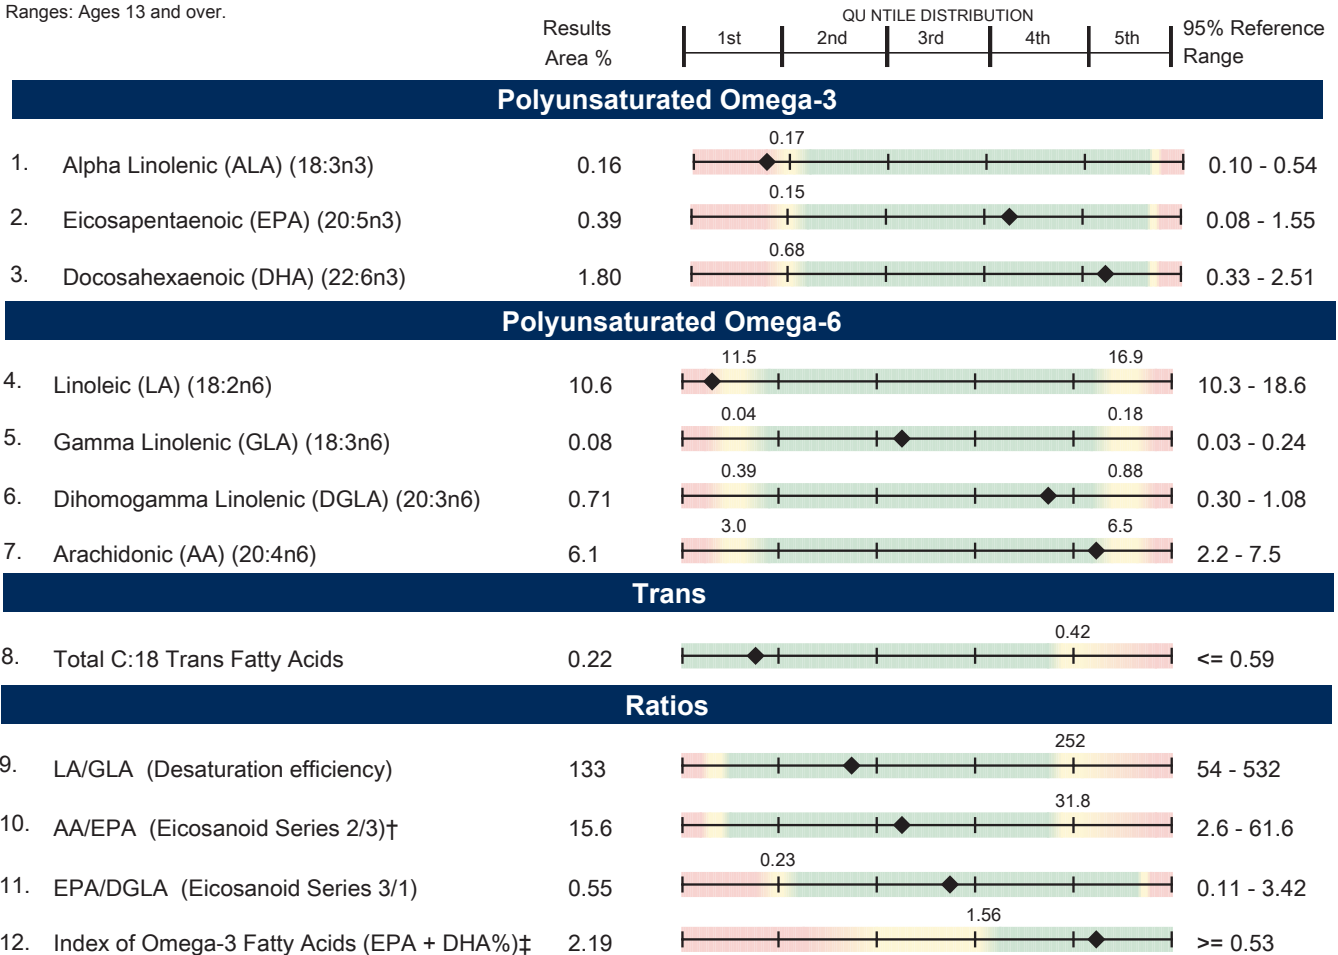 Ranges: Ages 13 and over.
Results
Area %
QU NTILE DISTRIBUTION
1st 2nd 3rd 4th 5th
95% Reference
Range
Polyunsaturated Omega-3
0.17
1. Alpha Linolenic (ALA) (18:3n3) 0.16 0.10 - 0.54
0.15
2. Eicosapentaenoic (EPA) (20:5n3) 0.39 0.08 - 1.55
0.68
3. Docosahexaenoic (DHA) (22:6n3) 1.80 0.33 - 2.51
Polyunsaturated Omega-6
11.5 16.9
4. Linoleic (LA) (18:2n6) 10.6 10.3 - 18.6
0.04 0.18
5. Gamma Linolenic (GLA) (18:3n6) 0.08 0.03 - 0.24
0.39 0.88
6. Dihomogamma Linolenic (DGLA) (20:3n6) 0.71 0.30 - 1.08
3.0 6.5
7. Arachidonic (AA) (20:4n6) 6.1 2.2 - 7.5
Trans
0.42
8. Total C:18 Trans Fatty Acids 0.22 <= 0.59
Ratios
252
9. LA/GLA (Desaturation efficiency) 133 54 - 532
31.8
10. AA/EPA (Eicosanoid Series 2/3)† 15.6 2.6 - 61.6
0.23
11. EPA/DGLA (Eicosanoid Series 3/1) 0.55 0.11 - 3.42
1.56
12. Index of Omega-3 Fatty Acids (EPA + DHA%)‡ 2.19 >= 0.53